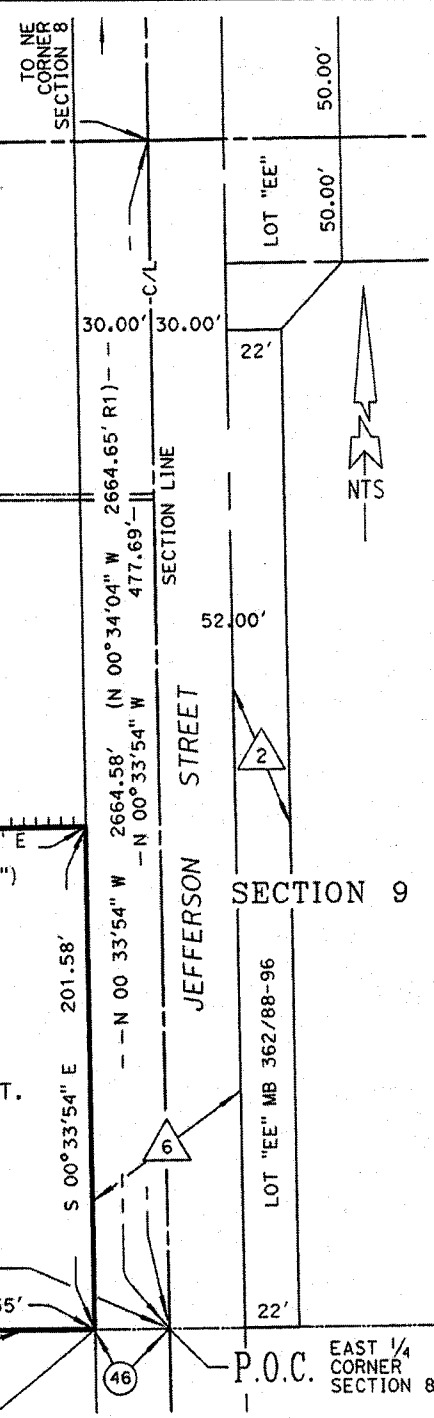 TO NE
CORNER
SECTION 8
50.00'
LOT "EE"
50.00'
C/L
30.00' 30.00'
22'
NTS
2664.65' R1)
477.69'
SECTION LINE
52.00'
(N 00°34'04" W
2664.58'
N 00°33'54" W
N 00 33'54" W
JEFFERSON STREET
2
E
")
SECTION 9
201.58'
S 00°33'54" E
T.
LOT "EE" MB 362/88-96
6
55'
22'
46
P.O.C.
EAST 1/4
CORNER
SECTION 8